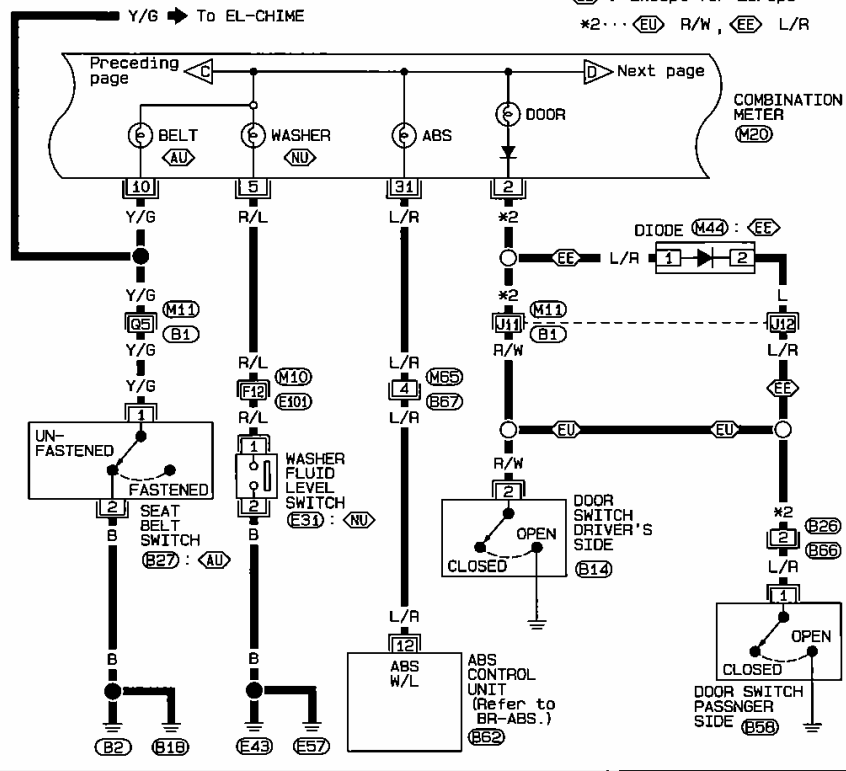 Y/G To EL-CHIME
*2··· EU R/W , EE L/R
Preceding
page
C
D
Next page
COMBINATION
METER
M20
BELT
AU
WASHER
NU
ABS
DOOR
10
5
31
2
Y/G
R/L
L/R
*2
DIODE M44 : EE
EE
L/R
1
2
Y/G
*2
L
Q5
M11
B1
J11
M11
B1
J12
Y/G
R/W
L/R
R/L
L/R
Y/G
F12
M10
E101
4
M65
B67
EE
R/L
L/R
1
UN-
FASTENED
FASTENED
2
SEAT
BELT
SWITCH
B27 : AU
B
1
2
WASHER
FLUID
LEVEL
SWITCH
E31 : NU
B
EU
EU
R/W
2
OPEN
CLOSED
DOOR
SWITCH
DRIVER'S
SIDE
B14
*2
2
B26
B66
L/R
1
OPEN
CLOSED
DOOR SWITCH
PASSNGER
SIDE B58
L/R
12
ABS
W/L
ABS
CONTROL
UNIT
(Refer to
BR-ABS.)
B62
B
B
B2
B18
E43
E57